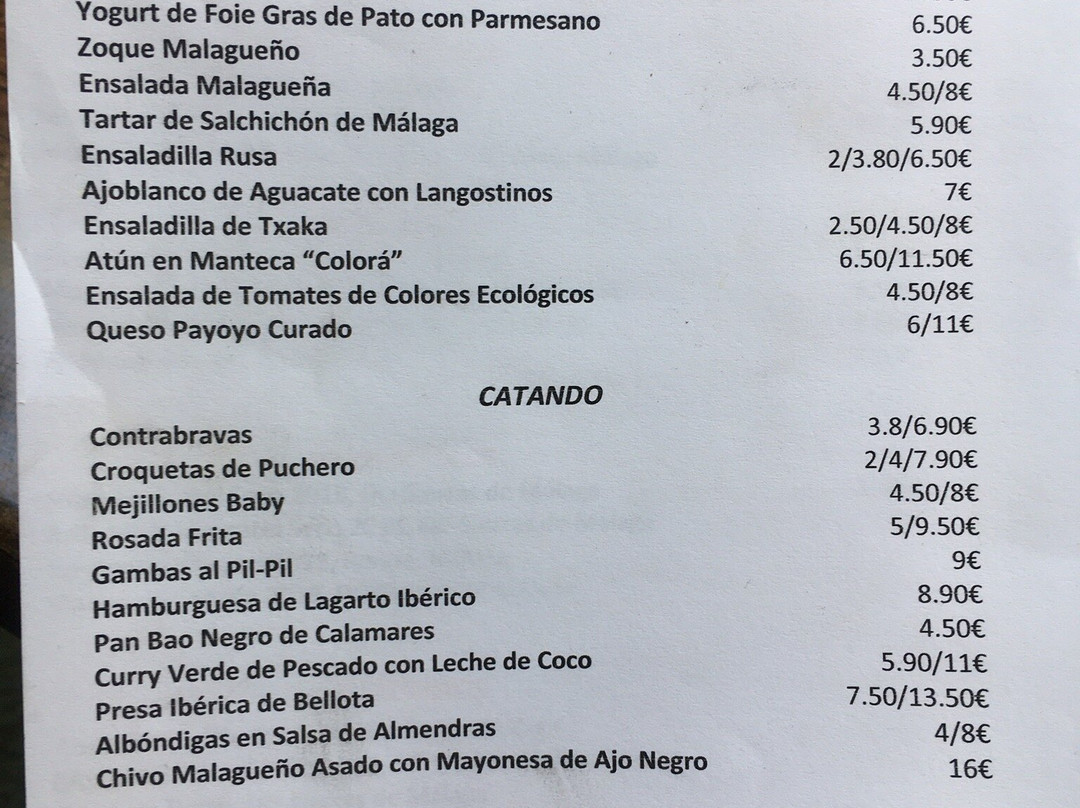 Yogurt de Foie Gras de Pato con Parmesano 6.50€
Zoque Malagueño 3.50€
Ensalada Malagueña 4.50/8€
Tartar de Salchichón de Málaga 5.90€
Ensaladilla Rusa 2/3.80/6.50€
Ajoblanco de Aguacate con Langostinos 7€
Ensaladilla de Txaka 2.50/4.50/8€
Atún en Manteca “Colorá” 6.50/11.50€
Ensalada de Tomates de Colores Ecológicos 4.50/8€
Queso Payoyo Curado 6/11€
CATANDO
Contrabravas 3.8/6.90€
Croquetas de Puchero 2/4/7.90€
Mejillones Baby 4.50/8€
Rosada Frita 5/9.50€
Gambas al Pil-Pil 9€
Hamburguesa de Lagarto Ibérico 8.90€
Pan Bao Negro de Calamares 4.50€
Curry Verde de Pescado con Leche de Coco 5.90/11€
Presa Ibérica de Bellota 7.50/13.50€
Albóndigas en Salsa de Almendras 4/8€
Chivo Malagueño Asado con Mayonesa de Ajo Negro 16€